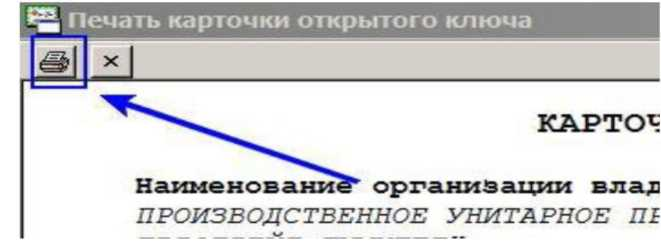 Печать карточки открытого ключа
КАРТОЧ
Наименование организации влад
ПРОИЗВОДСТВЕННОЕ УНИТАРНОЕ ПР